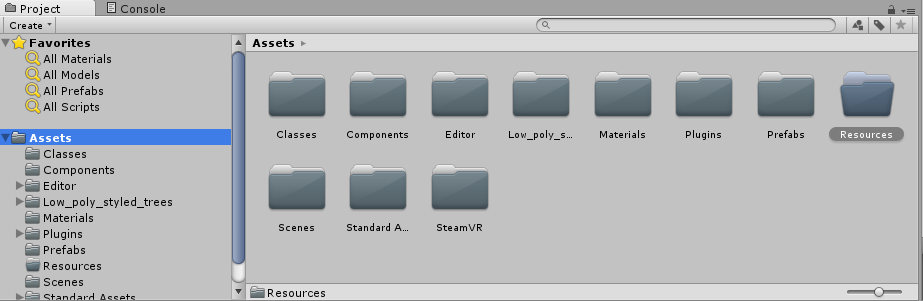 Project
Console
Create
Favorites
All Materials
All Models
All Prefabs
All Scripts
Assets
Classes
Components
Editor
Low_poly_styled_trees
Materials
Plugins
Prefabs
Resources
Scenes
Standard Assets
Assets
Classes Components Editor Low_poly_s... Materials Plugins Prefabs Resources
Scenes Standard A... SteamVR
Resources